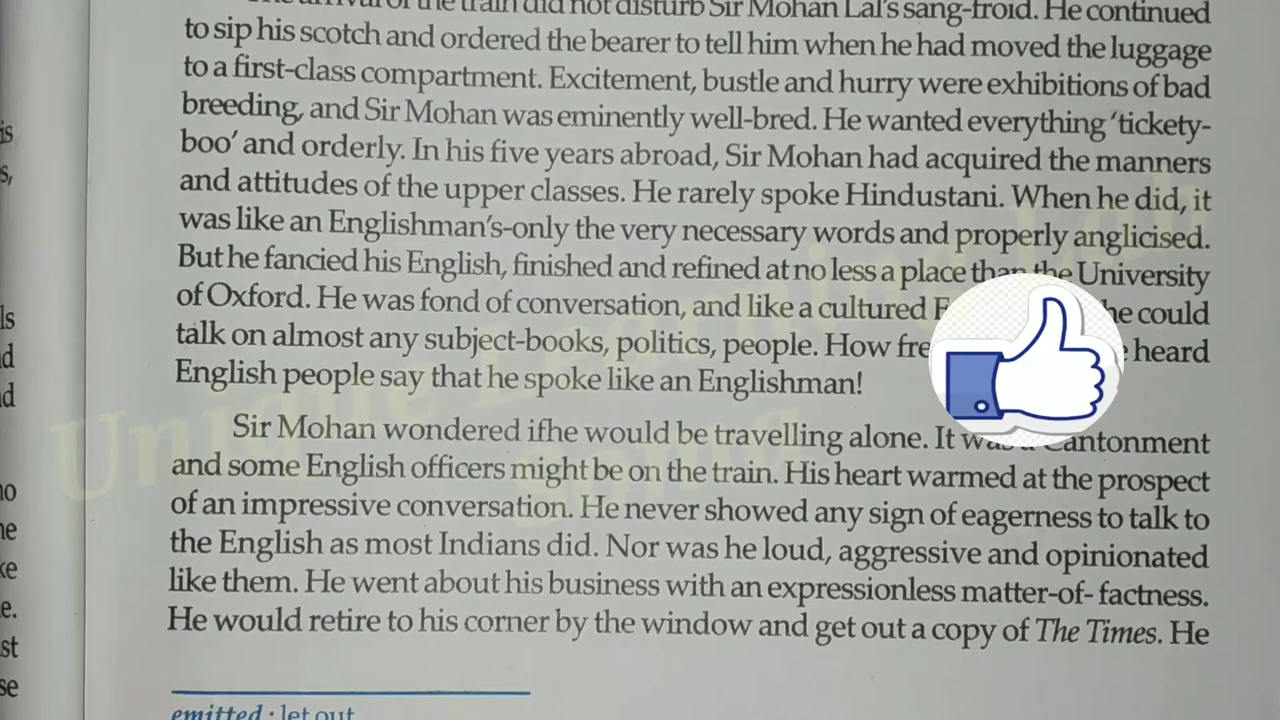 arrival of the train did not disturb Sir Mohan Lal's sang-froid. He continued
to sip his scotch and ordered the bearer to tell him when he had moved the luggage
to a first-class compartment. Excitement, bustle and hurry were exhibitions of bad
breeding, and Sir Mohan was eminently well-bred. He wanted everything 'tickety-
boo' and orderly. In his five years abroad, Sir Mohan had acquired the manners
and attitudes of the upper classes. He rarely spoke Hindustani. When he did, it
was like an Englishman's-only the very necessary words and properly anglicised.
But he fancied his English, finished and refined at no less a place than the University
of Oxford. He was fond of conversation, and like a cultured he could
talk on almost any subject-books, politics, people. How heard
English people say that he spoke like an Englishman!
Sir Mohan wondered ifhe would be travelling alone. It was a Cantonment
and some English officers might be on the train. His heart warmed at the prospect
of an impressive conversation. He never showed any sign of eagerness to talk to
the English as most Indians did. Nor was he loud, aggressive and opinionated
like them. He went about his business with an expressionless matter-of- factness.
He would retire to his corner by the window and get out a copy of The Times. He
emitted : let out